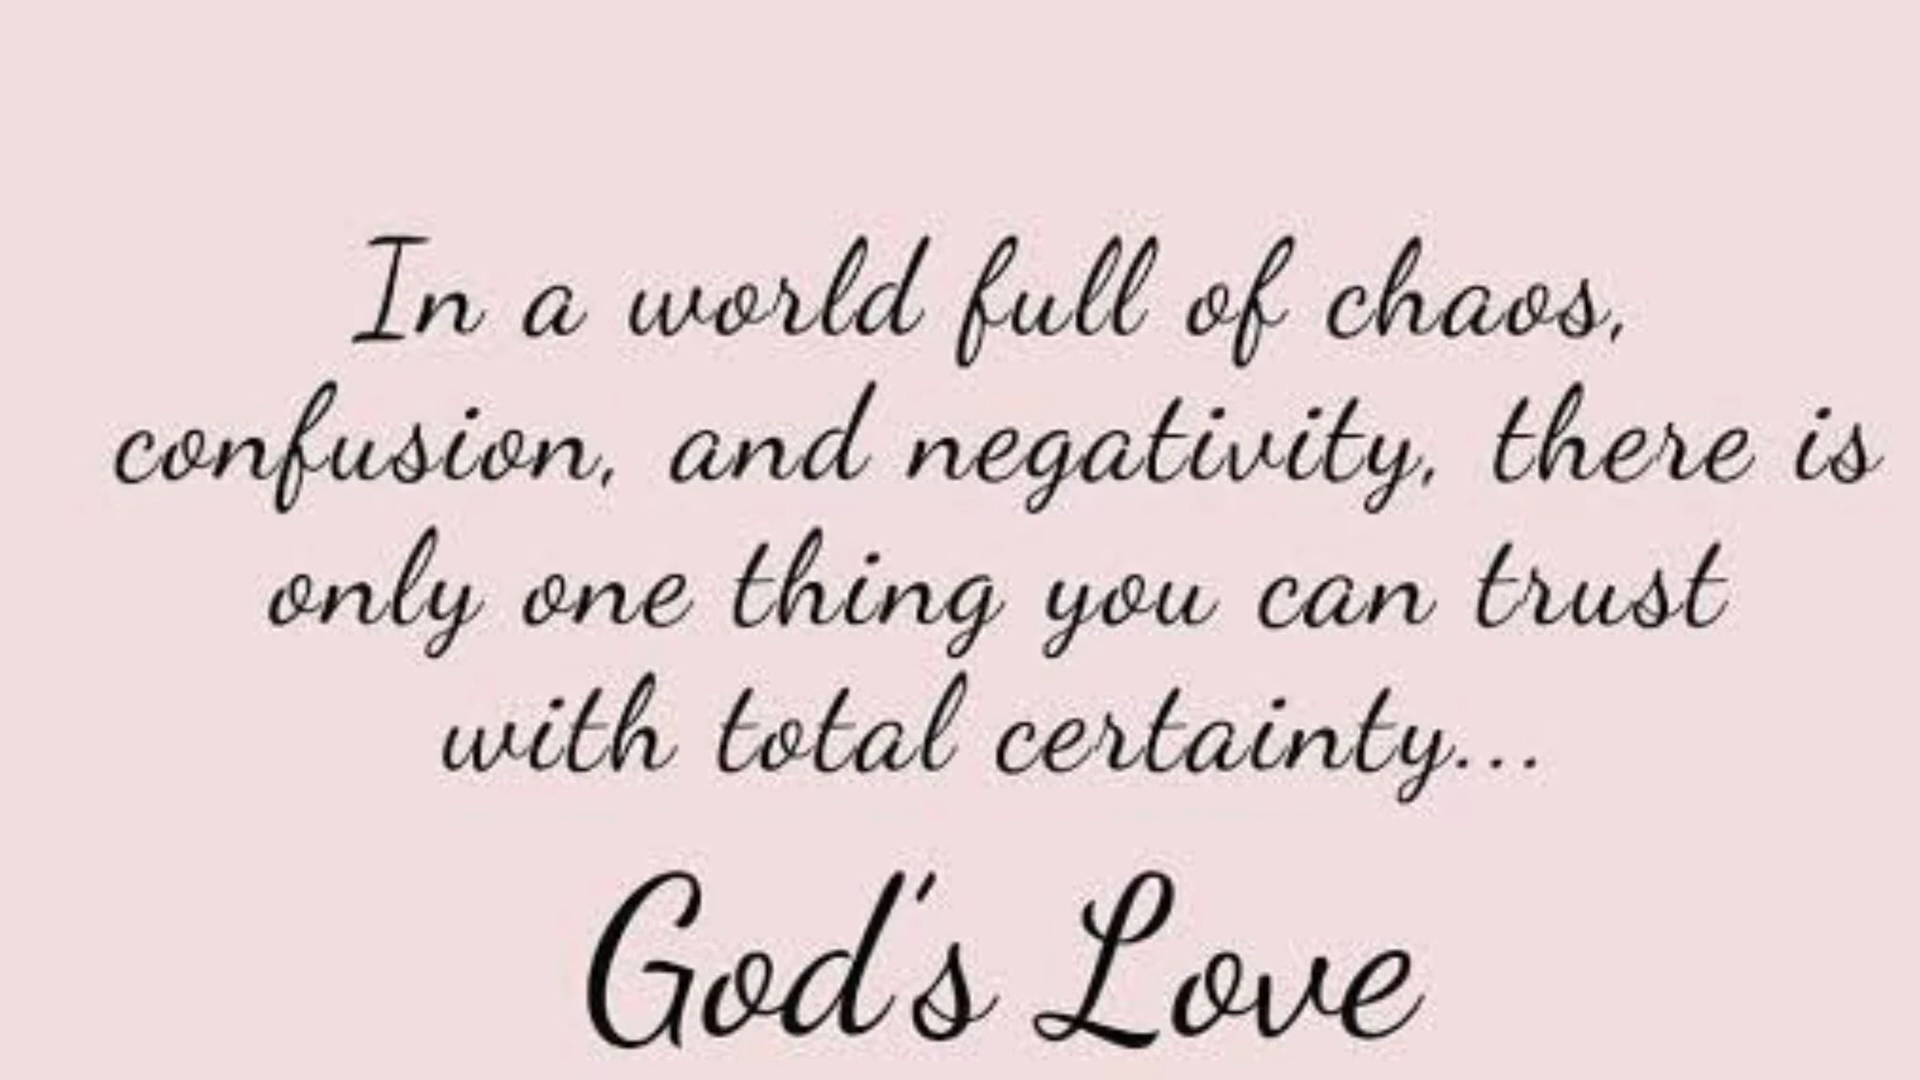 In a world full of chaos,
confusion, and negativity, there is
only one thing you can trust
with total certainty...
God's Love